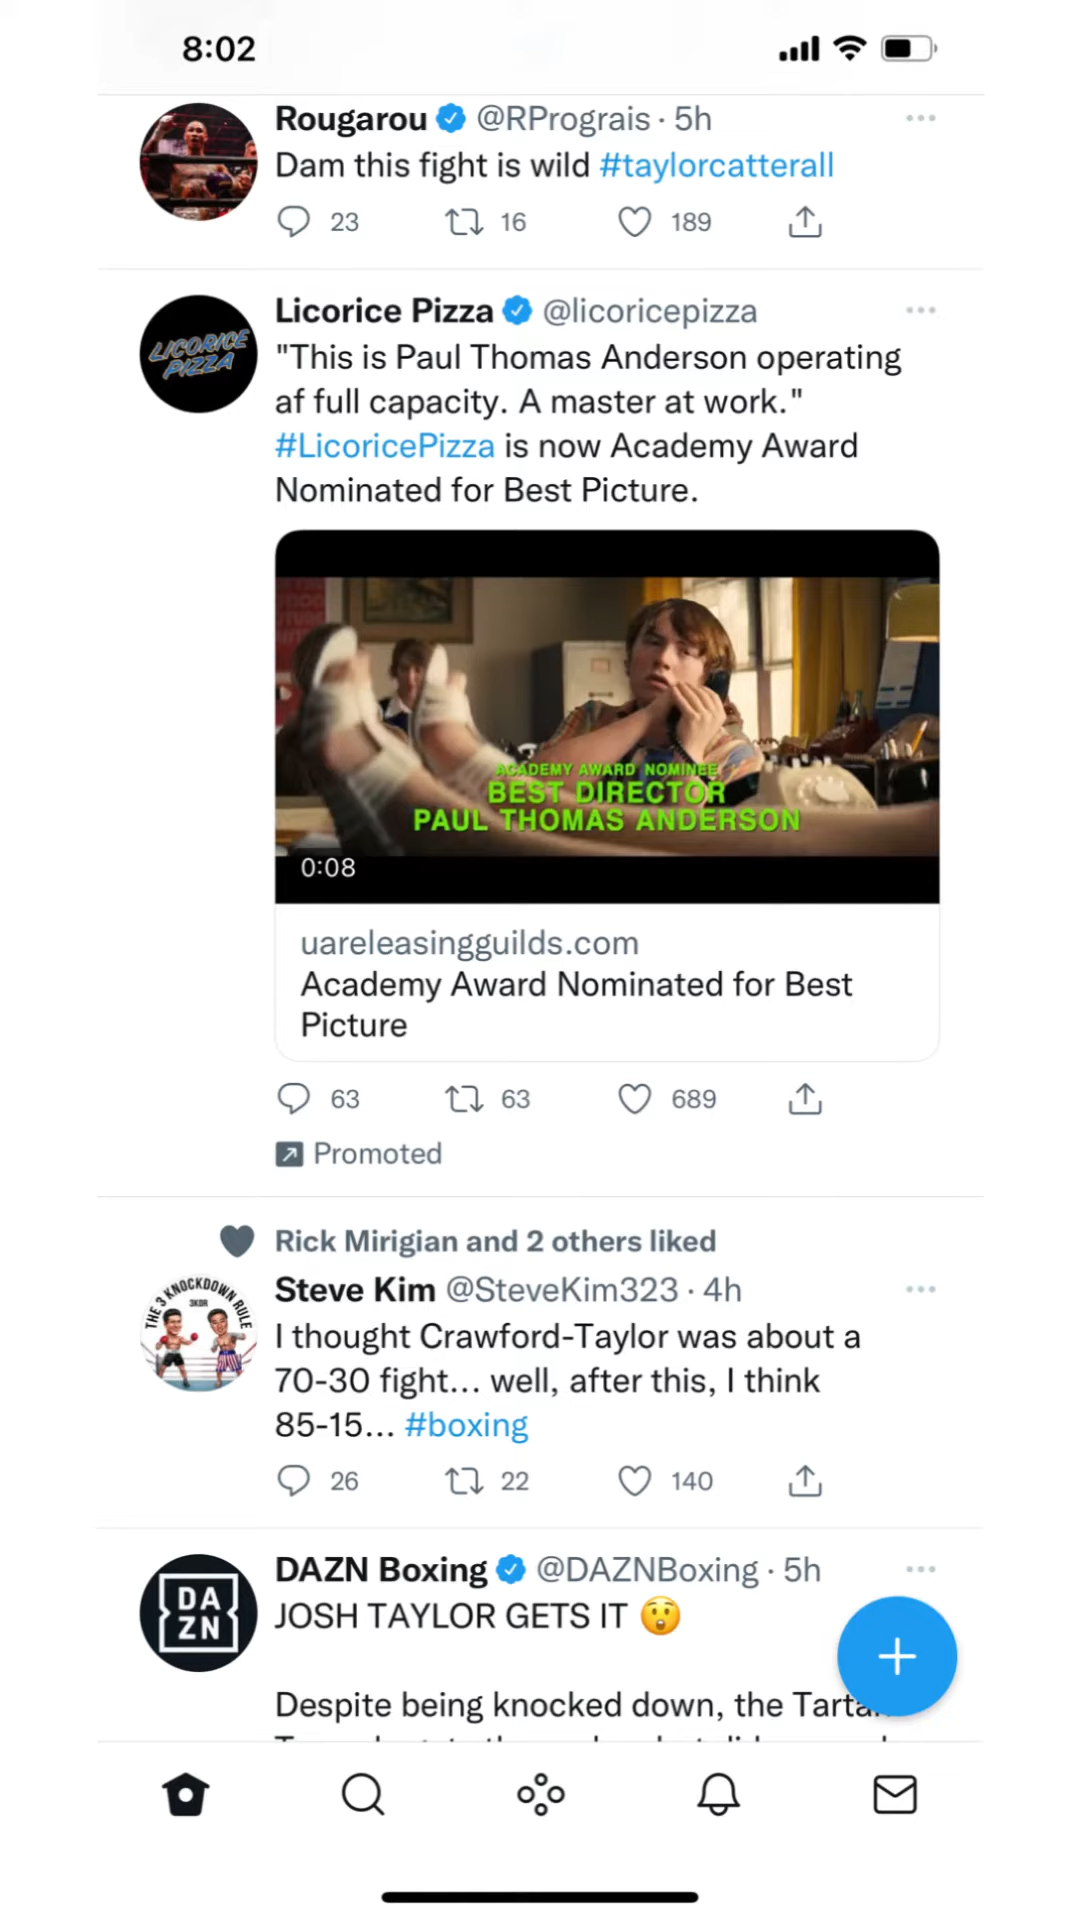 8:02
Rougarou @RPrograis · 5h
Dam this fight is wild #taylorcatterall
23 16 189
LICORICE
PIZZA
Licorice Pizza @licoricepizza
"This is Paul Thomas Anderson operating
af full capacity. A master at work."
#LicoricePizza is now Academy Award
Nominated for Best Picture.
ACADEMY AWARD NOMINEE
BEST DIRECTOR
PAUL THOMAS ANDERSON
0:08
uareleasingguilds.com
Academy Award Nominated for Best
Picture
63 63 689
Promoted
Rick Mirigian and 2 others liked
THE 3 KNOCKDOWN RULE
3KDR
Steve Kim @SteveKim323 · 4h
I thought Crawford-Taylor was about a
70-30 fight... well, after this, I think
85-15... #boxing
26 22 140
DA
ZN
DAZN Boxing @DAZNBoxing · 5h
JOSH TAYLOR GETS IT 😲
Despite being knocked down, the Tartan